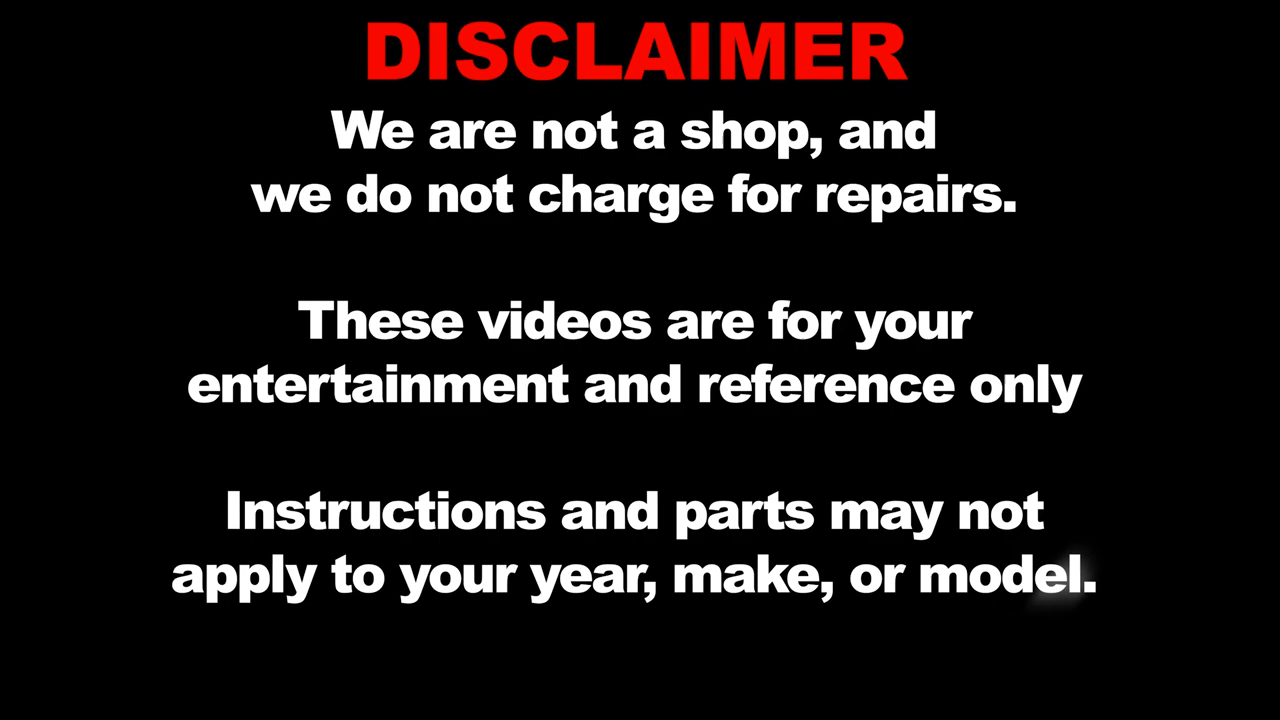 DISCLAIMER
We are not a shop, and
we do not charge for repairs.
These videos are for your
entertainment and reference only
Instructions and parts may not
apply to your year, make, or model.